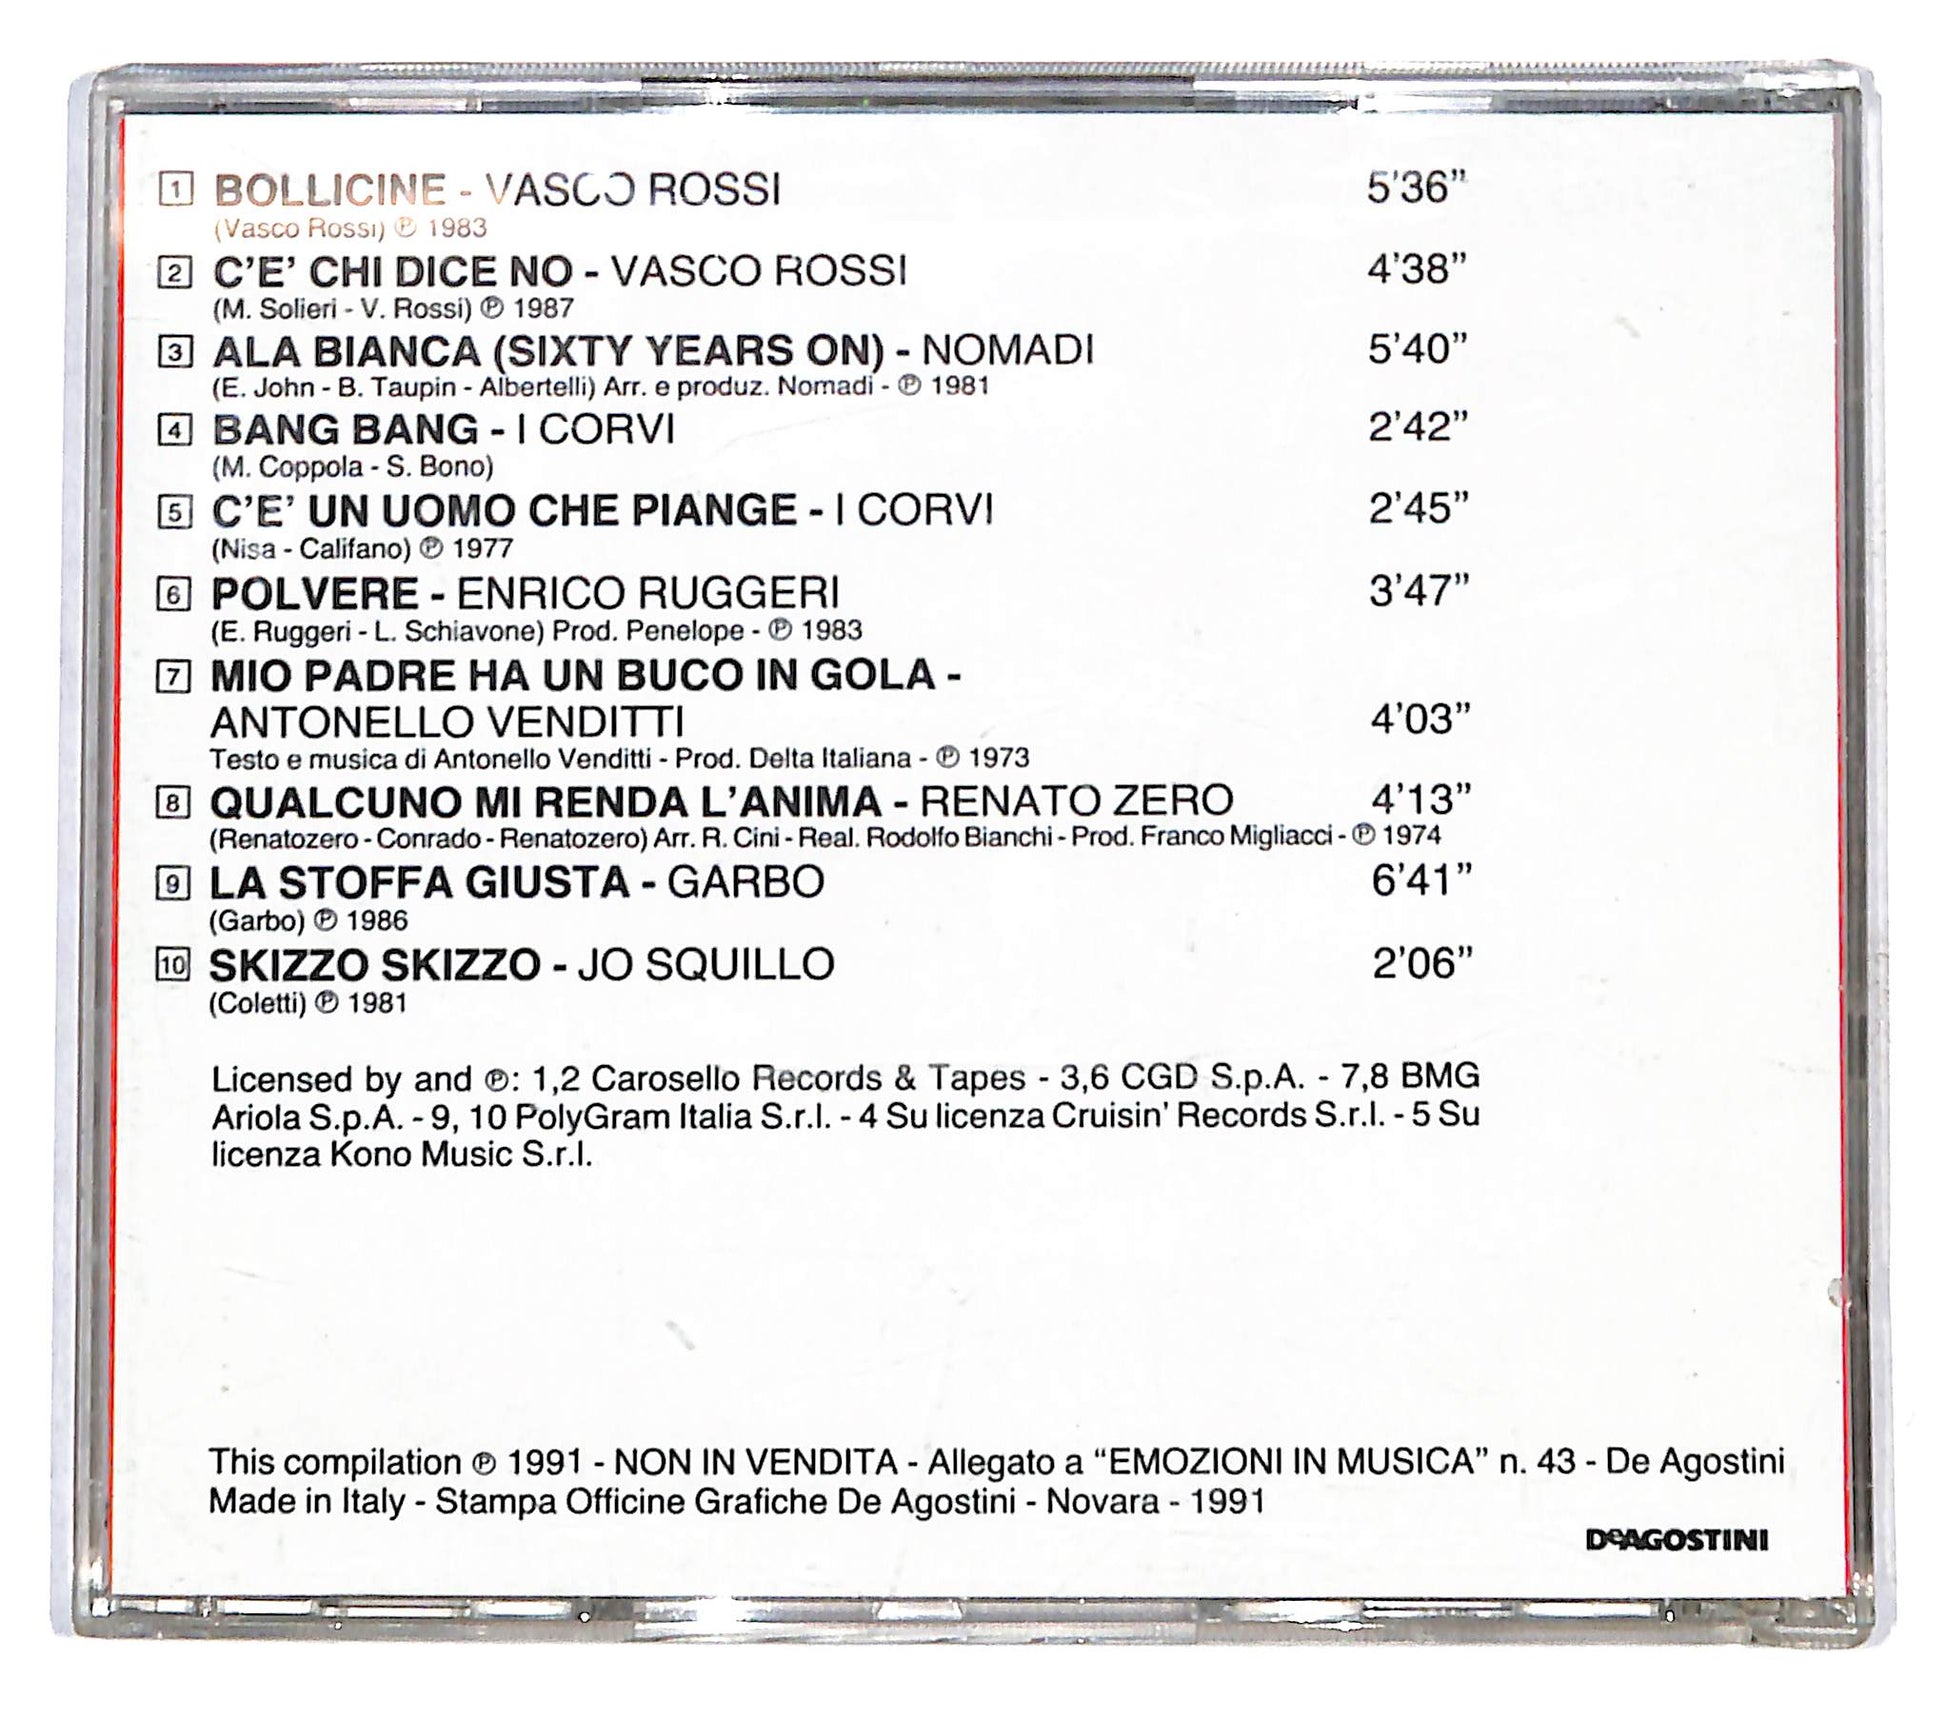 1 BOLLICINE - VASCO ROSSI 5'36"
(Vasco Rossi) ℗ 1983
2 C'E' CHI DICE NO - VASCO ROSSI 4'38"
(M. Solieri - V. Rossi) ℗ 1987
3 ALA BIANCA (SIXTY YEARS ON) - NOMADI 5'40"
(E. John - B. Taupin - Albertelli) Arr. e produz. Nomadi - ℗ 1981
4 BANG BANG - I CORVI 2'42"
(M. Coppola - S. Bono)
5 C'E' UN UOMO CHE PIANGE - I CORVI 2'45"
(Nisa - Califano) ℗ 1977
6 POLVERE - ENRICO RUGGERI 3'47"
(E. Ruggeri - L. Schiavone) Prod. Penelope - ℗ 1983
7 MIO PADRE HA UN BUCO IN GOLA -
ANTONELLO VENDITTI 4'03"
Testo e musica di Antonello Venditti - Prod. Delta Italiana - ℗ 1973
8 QUALCUNO MI RENDA L'ANIMA - RENATO ZERO 4'13"
(Renatozero - Conrado - Renatozero) Arr. R. Cini - Real. Rodolfo Bianchi - Prod. Franco Migliacci - ℗ 1974
9 LA STOFFA GIUSTA - GARBO 6'41"
(Garbo) ℗ 1986
10 SKIZZO SKIZZO - JO SQUILLO 2'06"
(Coletti) ℗ 1981
Licensed by and ℗: 1,2 Carosello Records & Tapes - 3,6 CGD S.p.A. - 7,8 BMG
Ariola S.p.A. - 9, 10 PolyGram Italia S.r.l. - 4 Su licenza Cruisin' Records S.r.l. - 5 Su
licenza Kono Music S.r.l.
This compilation ℗ 1991 - NON IN VENDITA - Allegato a "EMOZIONI IN MUSICA" n. 43 - De Agostini
Made in Italy - Stampa Officine Grafiche De Agostini - Novara - 1991
DeAGOSTINI